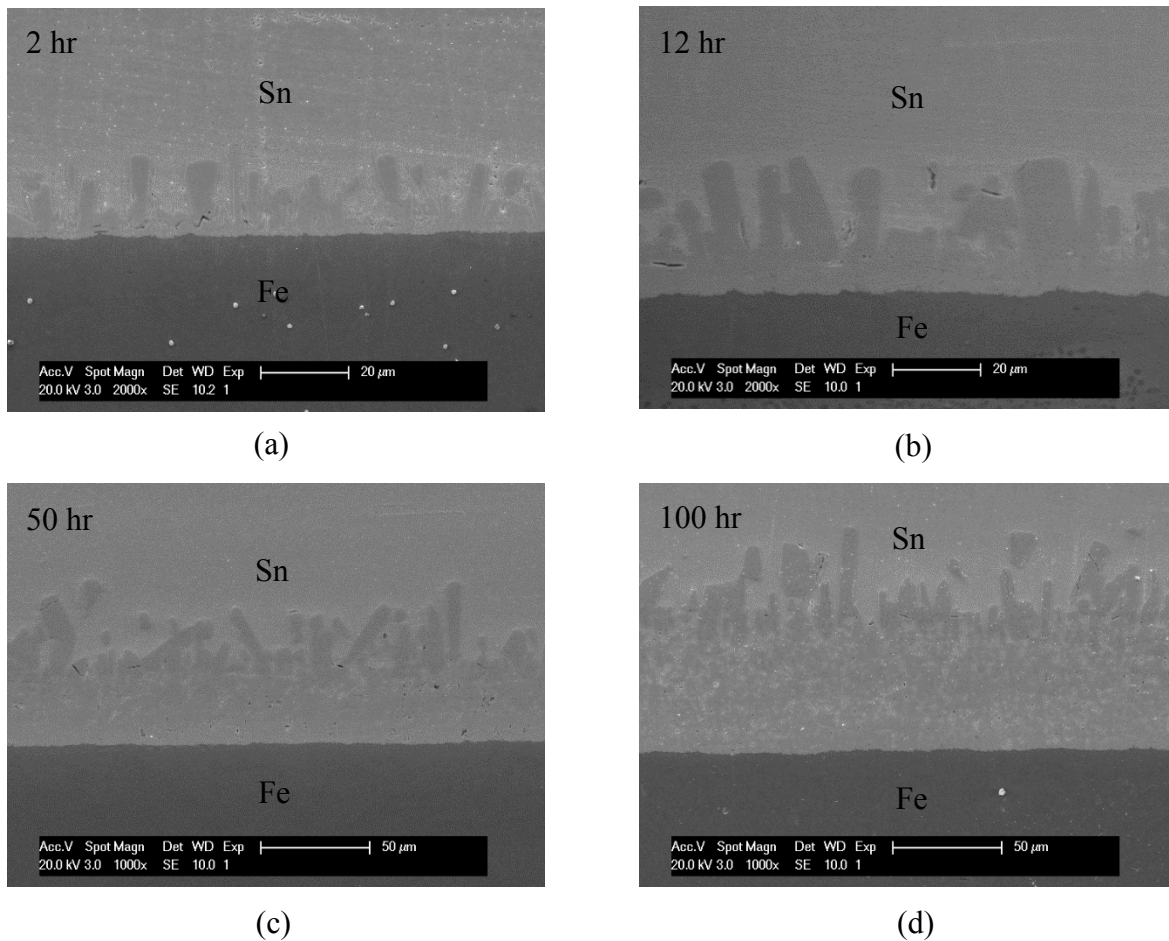 2 hr
Sn
Fe
Acc.V Spot Magn Det WD Exp 20 µm
20.0 kV 3.0 2000x SE 10.2 1
(a)
12 hr
Sn
Fe
Acc.V Spot Magn Det WD Exp 20 µm
20.0 kV 3.0 2000x SE 10.0 1
(b)
50 hr
Sn
Fe
Acc.V Spot Magn Det WD Exp 50 µm
20.0 kV 3.0 1000x SE 10.0 1
(c)
100 hr
Sn
Fe
Acc.V Spot Magn Det WD Exp 50 µm
20.0 kV 3.0 1000x SE 10.0 1
(d)